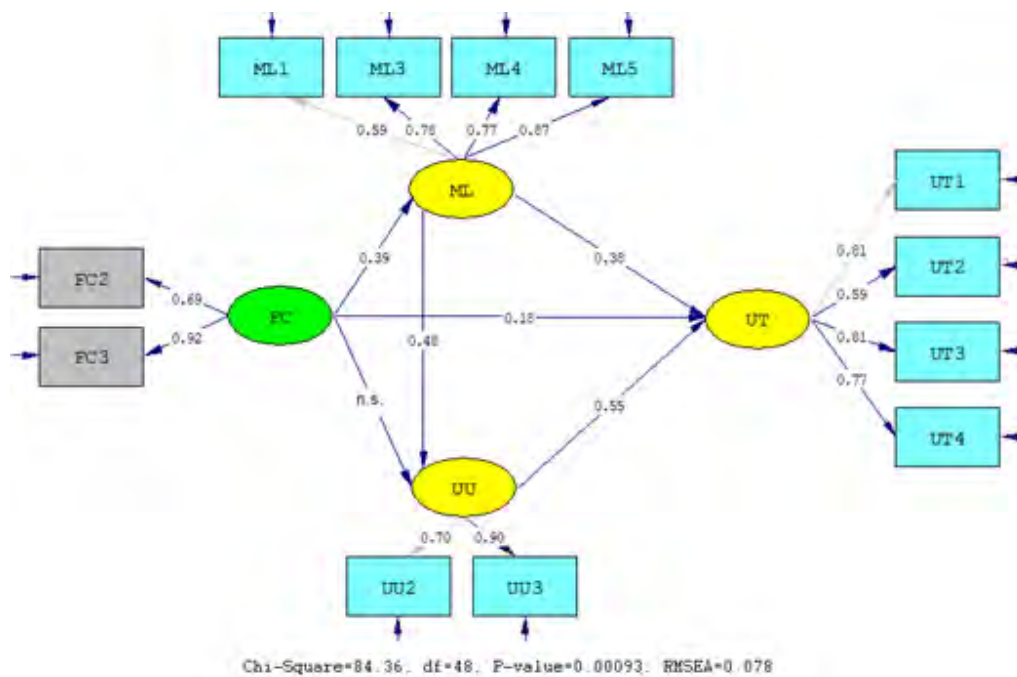 ML1 ML3 ML4 ML5
0.59 0.78 0.77 0.87
ML
UT1
FC2
0.39
0.38
0.81
UT2
0.69
0.59
FC
0.18
UT
FC3
0.92
0.48
0.81
UT3
0.77
n.s.
0.55
UT4
UU
0.70 0.90
UU2 UU3
Chi-Square=84.36, df=48, P-value=0.00093, RMSEA=0.078